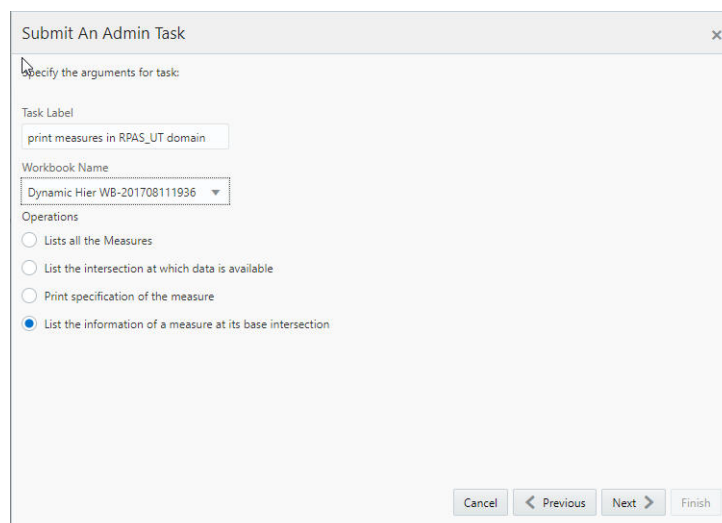 Submit An Admin Task
Specify the arguments for task:
Task Label
print measures in RPAS_UT domain
Workbook Name
Dynamic Hier WB-201708111936
Operations
Lists all the Measures
List the intersection at which data is available
Print specification of the measure
List the information of a measure at its base intersection
Cancel Previous Next Finish